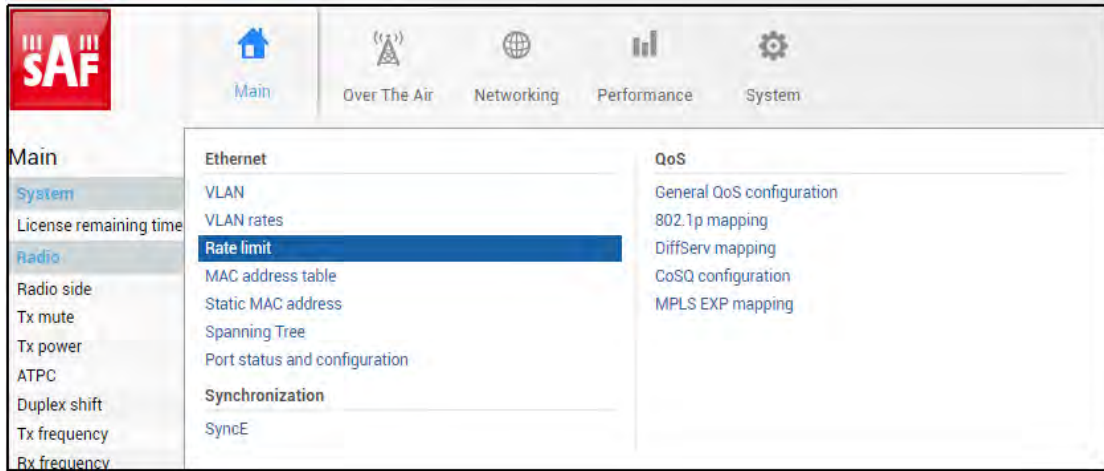 SAF
Main
Over The Air
Networking
Performance
System
Main
System
License remaining time
Radio
Radio side
Tx mute
Tx power
ATPC
Duplex shift
Tx frequency
Rx frequency
Ethernet
VLAN
VLAN rates
Rate limit
MAC address table
Static MAC address
Spanning Tree
Port status and configuration
Synchronization
SyncE
QoS
General QoS configuration
802.1p mapping
DiffServ mapping
CoSQ configuration
MPLS EXP mapping